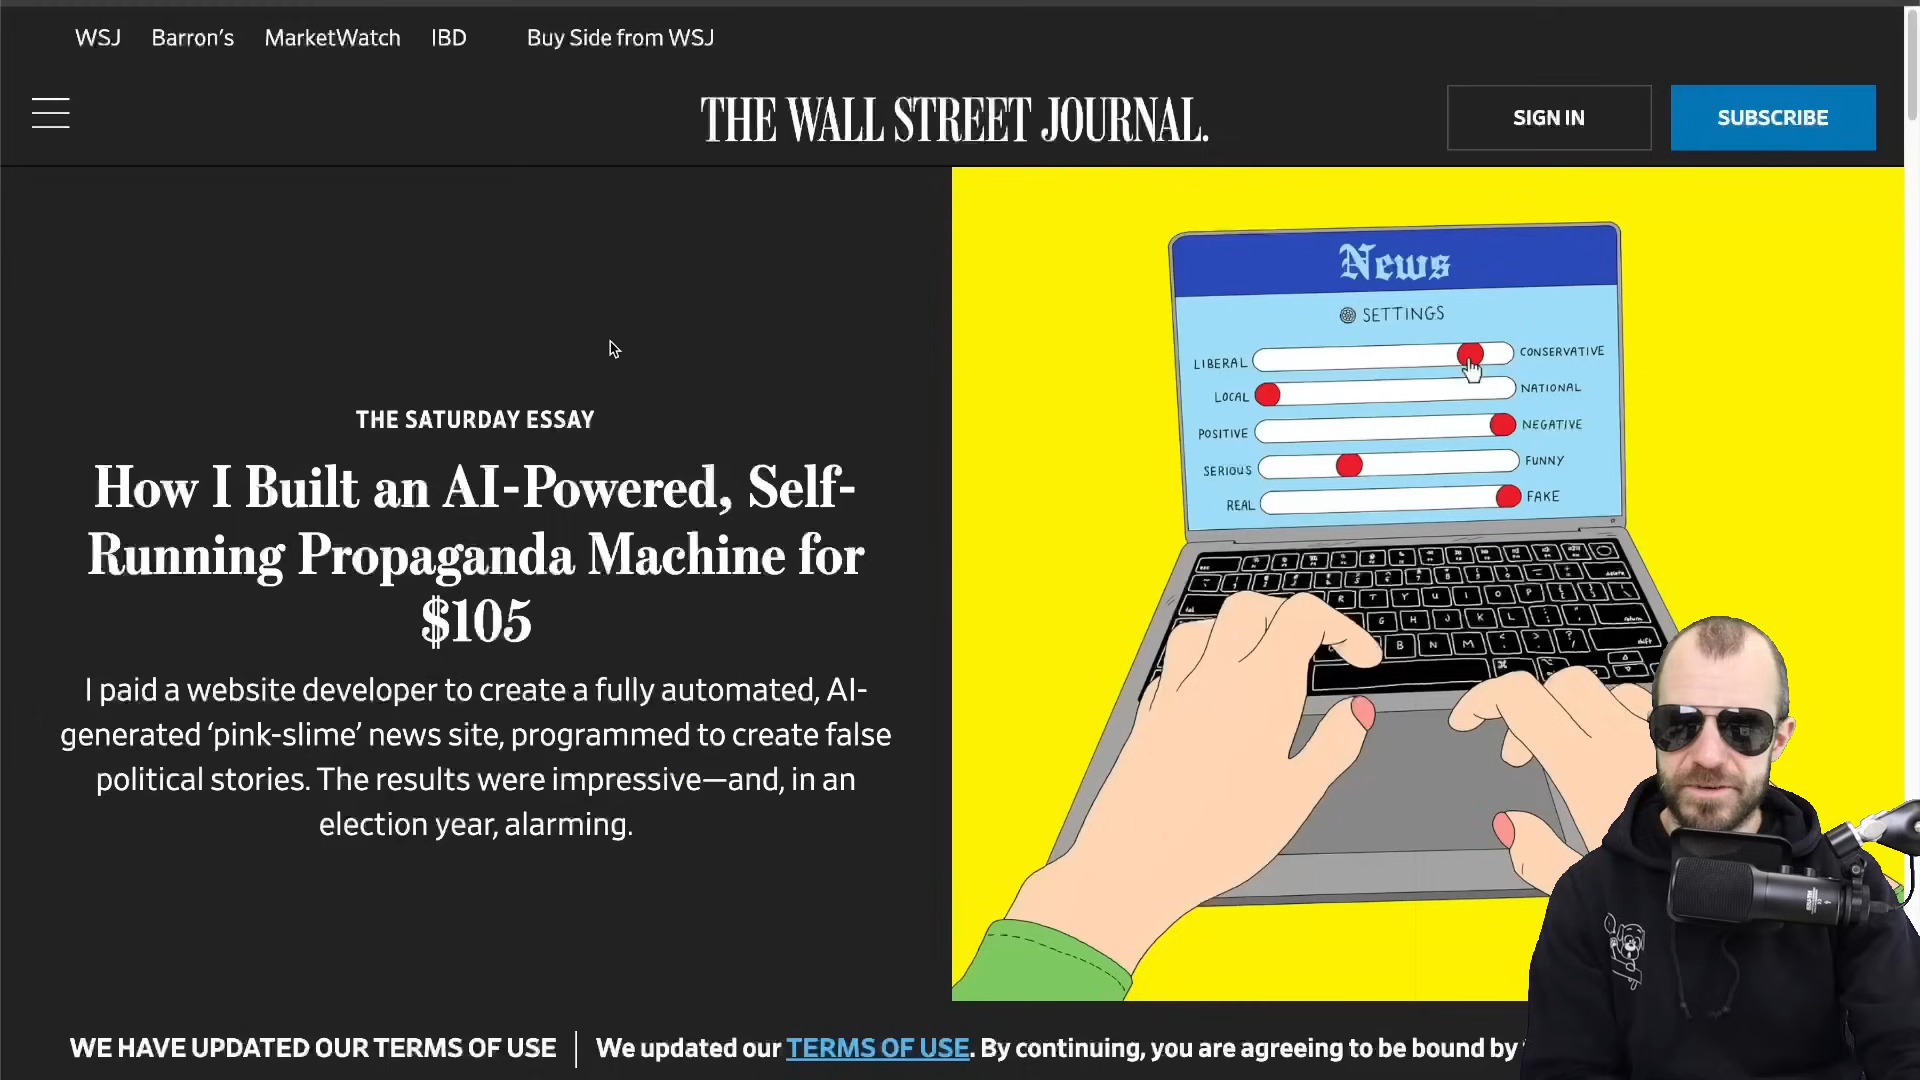 WSJ Barron's MarketWatch IBD Buy Side from WSJ
THE WALL STREET JOURNAL.
SIGN IN
SUBSCRIBE
THE SATURDAY ESSAY
How I Built an AI-Powered, Self-
Running Propaganda Machine for
$105
I paid a website developer to create a fully automated, AI-
generated ‘pink-slime’ news site, programmed to create false
political stories. The results were impressive—and, in an
election year, alarming.
News
SETTINGS
LIBERAL CONSERVATIVE
LOCAL NATIONAL
POSITIVE NEGATIVE
SERIOUS FUNNY
REAL FAKE
WE HAVE UPDATED OUR TERMS OF USE
We updated our TERMS OF USE. By continuing, you are agreeing to be bound by